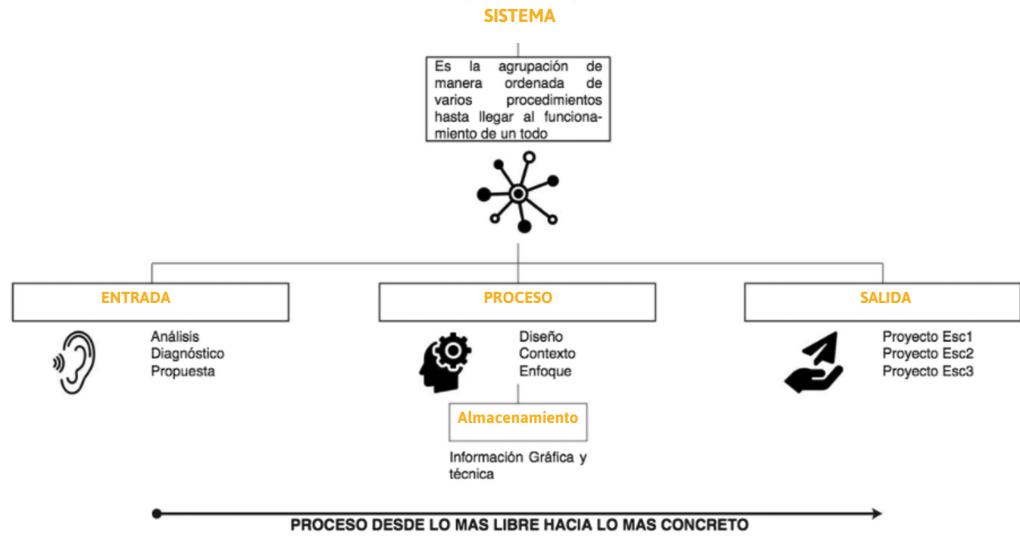 SISTEMA
Es la agrupación de
manera ordenada de
varios procedimientos
hasta llegar al funciona-
miento de un todo
ENTRADA
Análisis
Diagnóstico
Propuesta
PROCESO
Diseño
Contexto
Enfoque
Almacenamiento
Información Gráfica y
técnica
SALIDA
Proyecto Esc1
Proyecto Esc2
Proyecto Esc3
PROCESO DESDE LO MAS LIBRE HACIA LO MAS CONCRETO